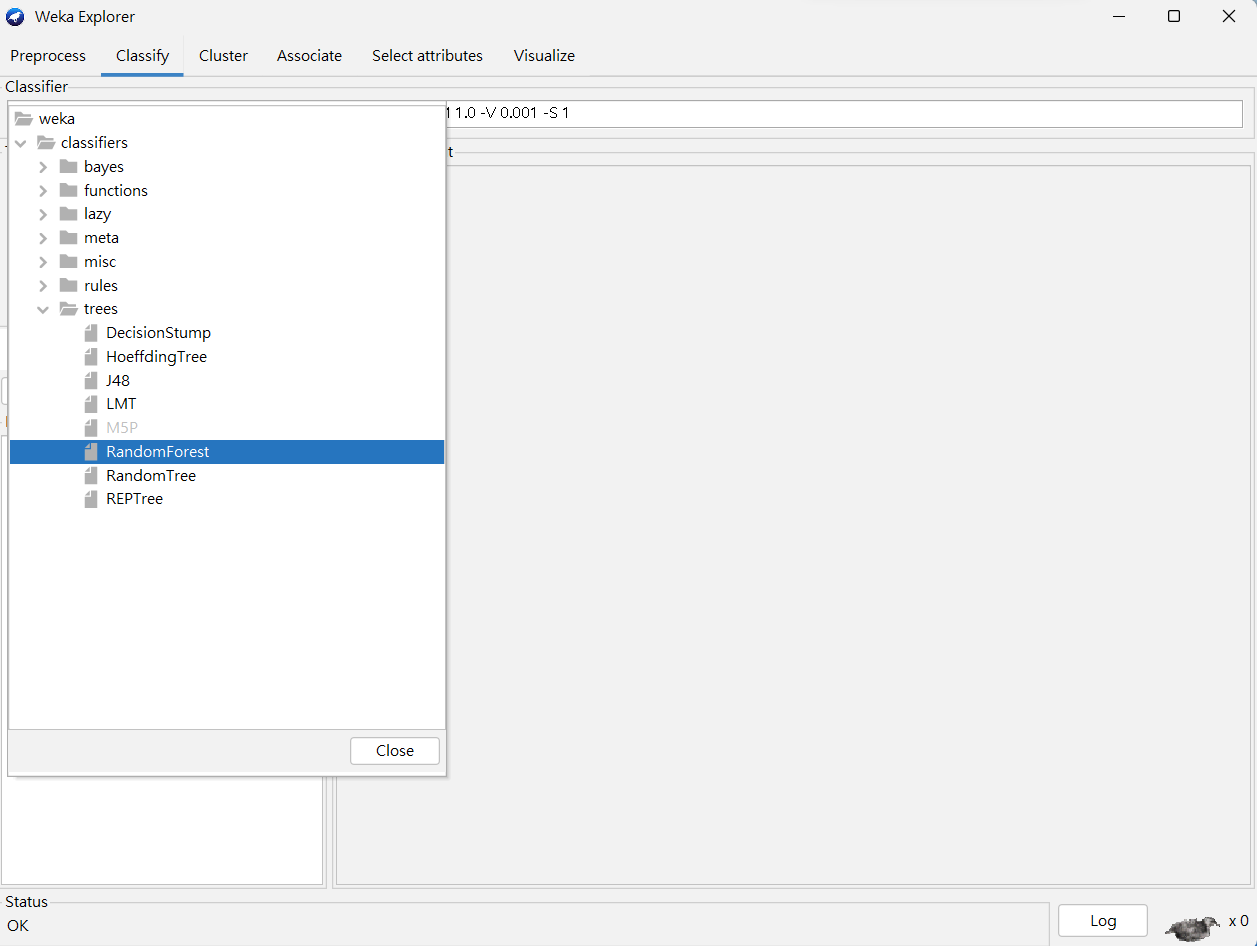 Weka Explorer
Preprocess Classify Cluster Associate Select attributes Visualize
Classifier
1.0 -V 0.001 -S 1
weka
classifiers
bayes
functions
lazy
meta
misc
rules
trees
DecisionStump
HoeffdingTree
J48
LMT
M5P
RandomForest
RandomTree
REPTree
Close
Status
OK
Log
x 0